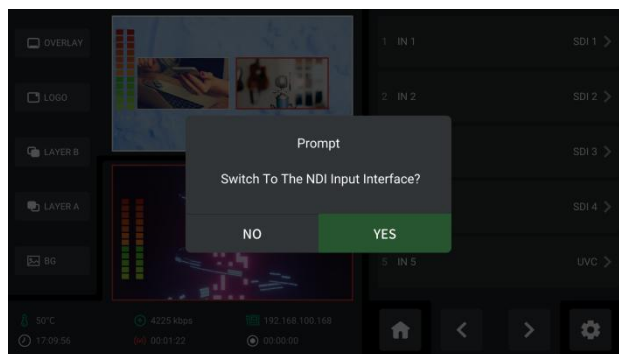 OVERLAY
LOGO
LAYER B
LAYER A
BG
1 IN 1 SDI 1
2 IN 2 SDI 2
SDI 3
SDI 4
5 IN 5 UVC
Prompt
Switch To The NDI Input Interface?
NO YES
50°C 4225 kbps 192.168.100.168
17:09:56 00:01:22 00:00:00